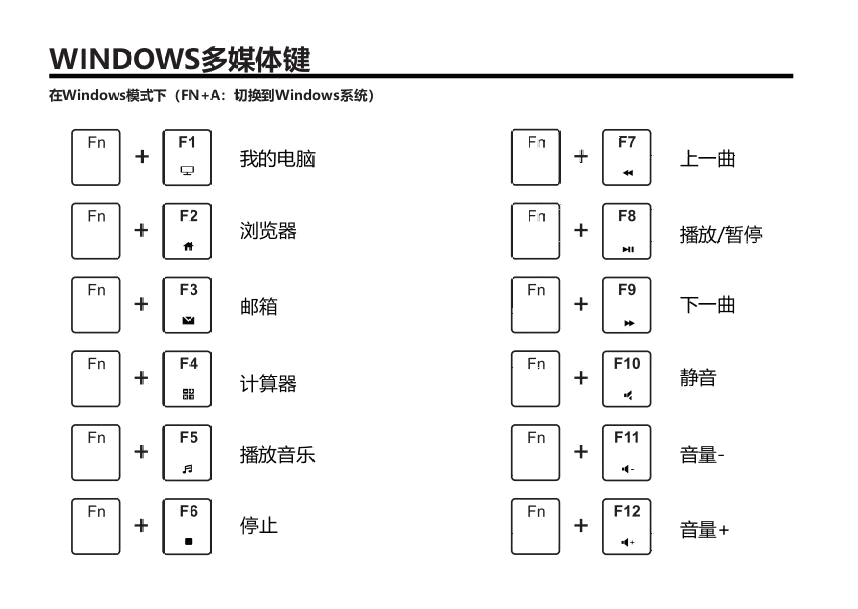 WINDOWS多媒体键
在Windows模式下（FN+A：切换到Windows系统）
Fn + F1 我的电脑
Fn + F2 浏览器
Fn + F3 邮箱
Fn + F4 计算器
Fn + F5 播放音乐
Fn + F6 停止
Fn + F7 上一曲
Fn + F8 播放/暂停
Fn + F9 下一曲
Fn + F10 静音
Fn + F11 音量-
Fn + F12 音量+